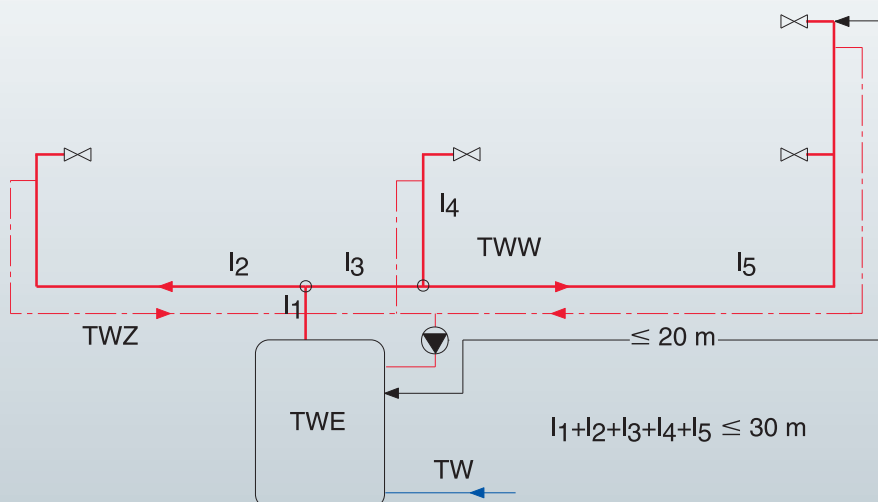 l4
TWW
l2
l3
l5
l1
TWZ
≤ 20 m
TWE
l1+l2+l3+l4+l5 ≤ 30 m
TW